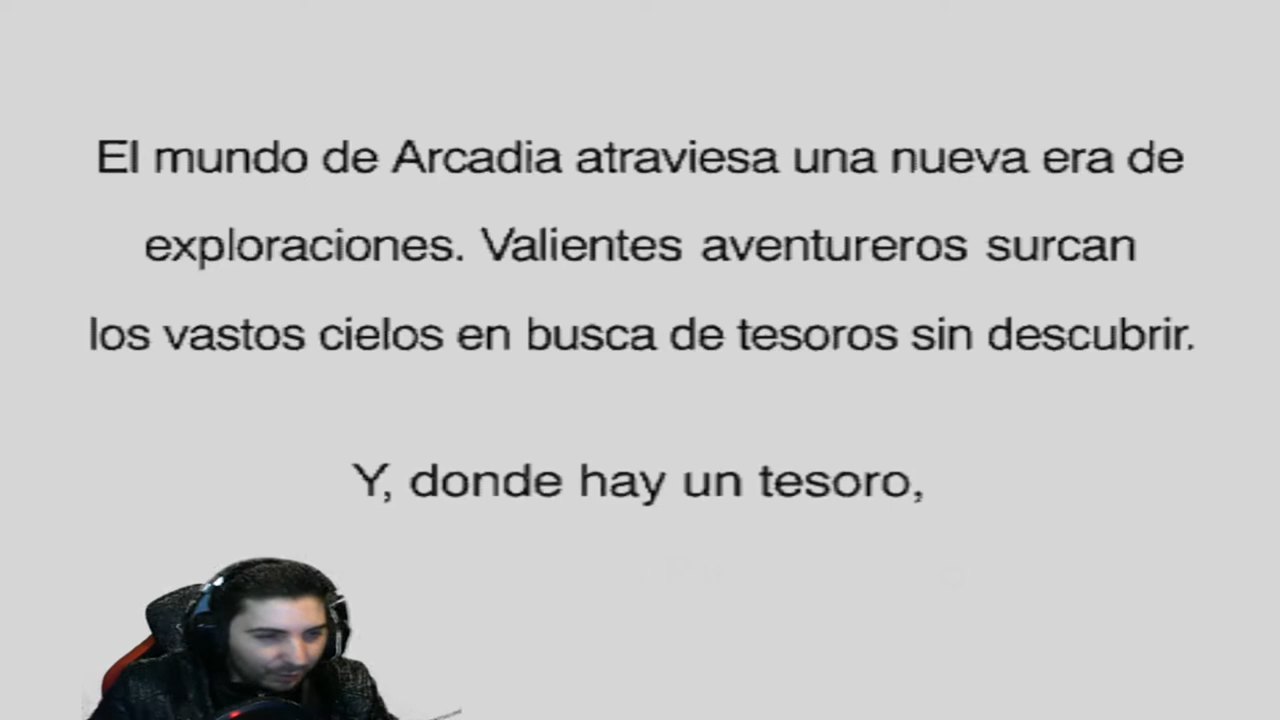 El mundo de Arcadia atraviesa una nueva era de
exploraciones. Valientes aventureros surcan
los vastos cielos en busca de tesoros sin descubrir.
Y, donde hay un tesoro,